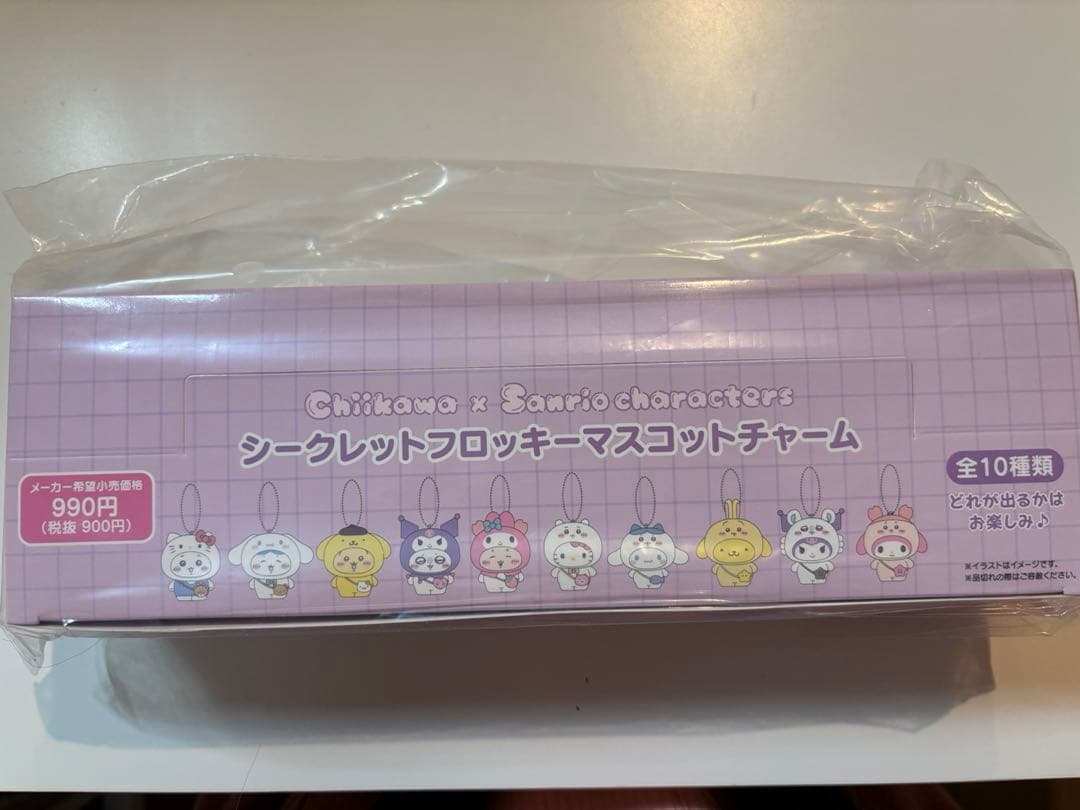 Chiikawa x Sanrio characters
シークレットフロッキーマスコットチャーム
メーカー希望小売価格
990円
(税抜 900円)
全10種類
どれが出るかは
お楽しみ♪
※イラストはイメージです。
※品切れの際はご容赦ください。